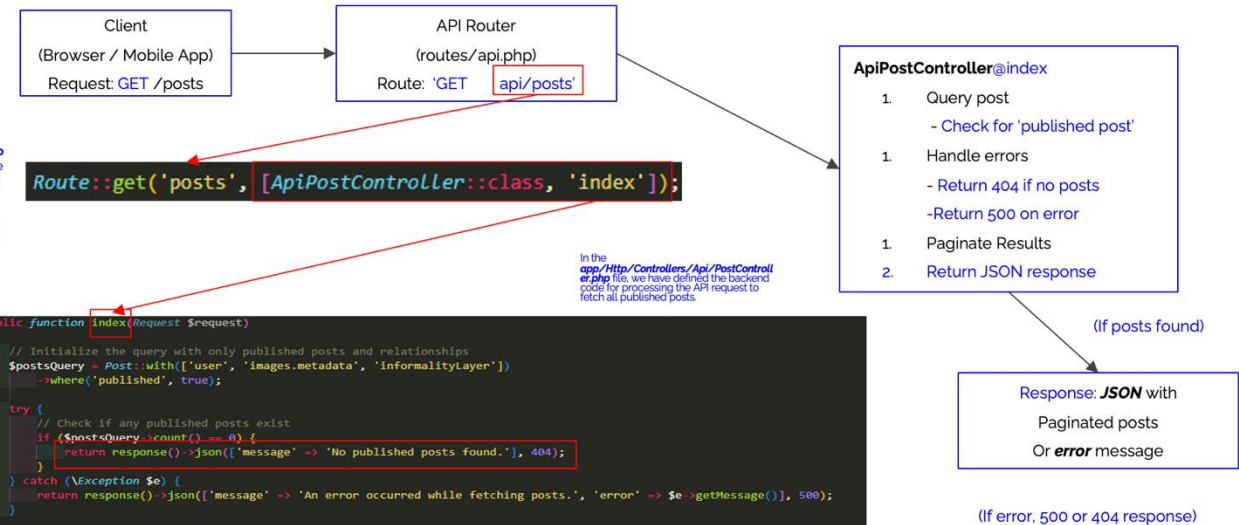 Client
(Browser / Mobile App)
Request: GET /posts
API Router
(routes/api.php)
Route: 'GET api/posts'
ApiPostController@index
1. Query post
- Check for 'published post'
1. Handle errors
- Return 404 if no posts
-Return 500 on error
1. Paginate Results
2. Return JSON response
Route::get('posts', [ApiPostController::class, 'index']);
In the
app/Http/Controllers/Api/PostControll
er.php file, we have defined the backend
code for processing the API request to
fetch all published posts.
(If posts found)
Response: JSON with
Paginated posts
Or error message
(If error, 500 or 404 response)
lic function index(Request $request)
// Initialize the query with only published posts and relationships
$postsQuery = Post::with(['user', 'images.metadata', 'informalityLayer'])
->where('published', true);
try {
// Check if any published posts exist
if ($postsQuery->count() == 0) {
return response()->json(['message' => 'No published posts found.'], 404);
}
} catch (\Exception $e) {
return response()->json(['message' => 'An error occurred while fetching posts.', 'error' => $e->getMessage()], 500);
}